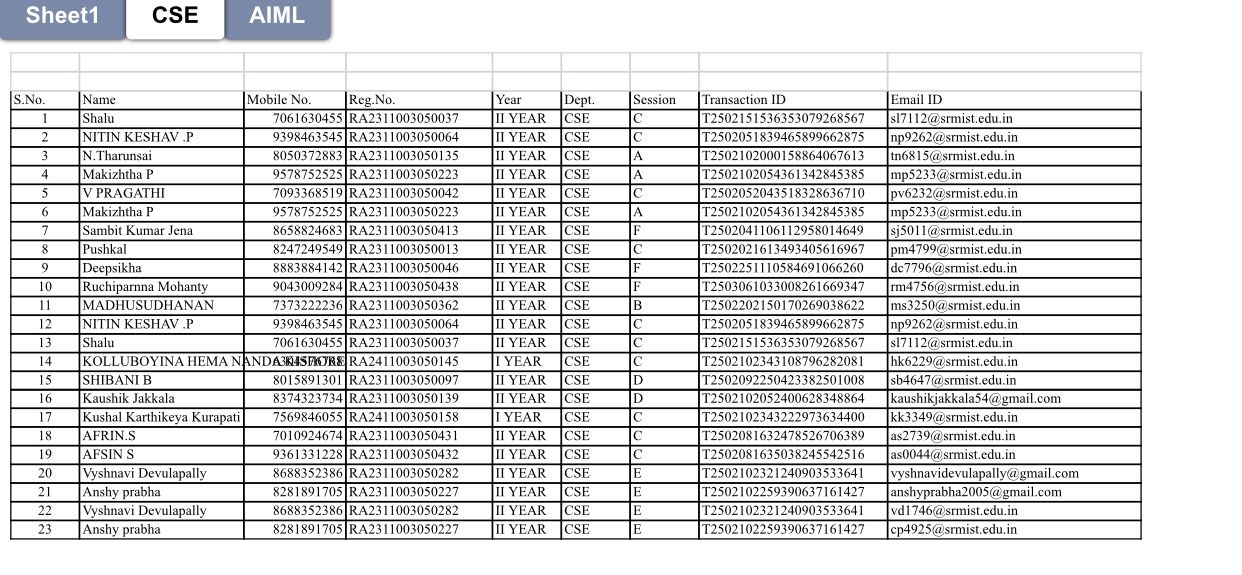 Sheet1 CSE AIML
S.No. Name Mobile No. Reg.No. Year Dept. Session Transaction ID Email ID
1 Shalu 7061630455 RA2311003050037 II YEAR CSE C T2502151536353079268567 sl7112@srmist.edu.in
2 NITIN KESHAV .P 9398463545 RA2311003050064 II YEAR CSE C T2502051839465899662875 np9262@srmist.edu.in
3 N.Tharunsai 8050372883 RA2311003050135 II YEAR CSE A T2502102000158864067613 tn6815@srmist.edu.in
4 Makizhtha P 9578752525 RA2311003050223 II YEAR CSE A T2502102054361342845385 mp5233@srmist.edu.in
5 V PRAGATHI 7093368519 RA2311003050042 II YEAR CSE C T2502052043518328636710 pv6232@srmist.edu.in
6 Makizhtha P 9578752525 RA2311003050223 II YEAR CSE A T2502102054361342845385 mp5233@srmist.edu.in
7 Sambit Kumar Jena 8658824683 RA2311003050413 II YEAR CSE F T2502041106112958014649 sj5011@srmist.edu.in
8 Pushkal 8247249549 RA2311003050013 II YEAR CSE C T2502021613493405616967 pm4799@srmist.edu.in
9 Deepsikha 8883884142 RA2311003050046 II YEAR CSE F T2502251110584691066260 dc7796@srmist.edu.in
10 Ruchiparnna Mohanty 9043009284 RA2311003050438 II YEAR CSE F T2503061033008261669347 rm4756@srmist.edu.in
11 MADHUSUDHANAN 7373222236 RA2311003050362 II YEAR CSE B T2502202150170269038622 ms3250@srmist.edu.in
12 NITIN KESHAV .P 9398463545 RA2311003050064 II YEAR CSE C T2502051839465899662875 np9262@srmist.edu.in
13 Shalu 7061630455 RA2311003050037 II YEAR CSE C T2502151536353079268567 sl7112@srmist.edu.in
14 KOLLUBOYINA HEMA NANDA KISHORE RA2411003050145 I YEAR CSE C T2502102343108796282081 hk6229@srmist.edu.in
15 SHIBANI B 8015891301 RA2311003050097 II YEAR CSE D T2502092250423382501008 sb4647@srmist.edu.in
16 Kaushik Jakkala 8374323734 RA2311003050139 II YEAR CSE D T2502102052400628348864 kaushikjakkala54@gmail.com
17 Kushal Karthikeya Kurapati 7569846055 RA2411003050158 I YEAR CSE C T2502102343222973634400 kk3349@srmist.edu.in
18 AFRIN.S 7010924674 RA2311003050431 II YEAR CSE C T2502081632478526706389 as2739@srmist.edu.in
19 AFSIN S 9361331228 RA2311003050432 II YEAR CSE C T2502081635038245542516 as0044@srmist.edu.in
20 Vyshnavi Devulapally 8688352386 RA2311003050282 II YEAR CSE E T2502102321240903533641 vyshnavidevulapally@gmail.com
21 Anshy prabha 8281891705 RA2311003050227 II YEAR CSE E T2502102259390637161427 anshyprabha2005@gmail.com
22 Vyshnavi Devulapally 8688352386 RA2311003050282 II YEAR CSE E T2502102321240903533641 vd1746@srmist.edu.in
23 Anshy prabha 8281891705 RA2311003050227 II YEAR CSE E T2502102259390637161427 cp4925@srmist.edu.in